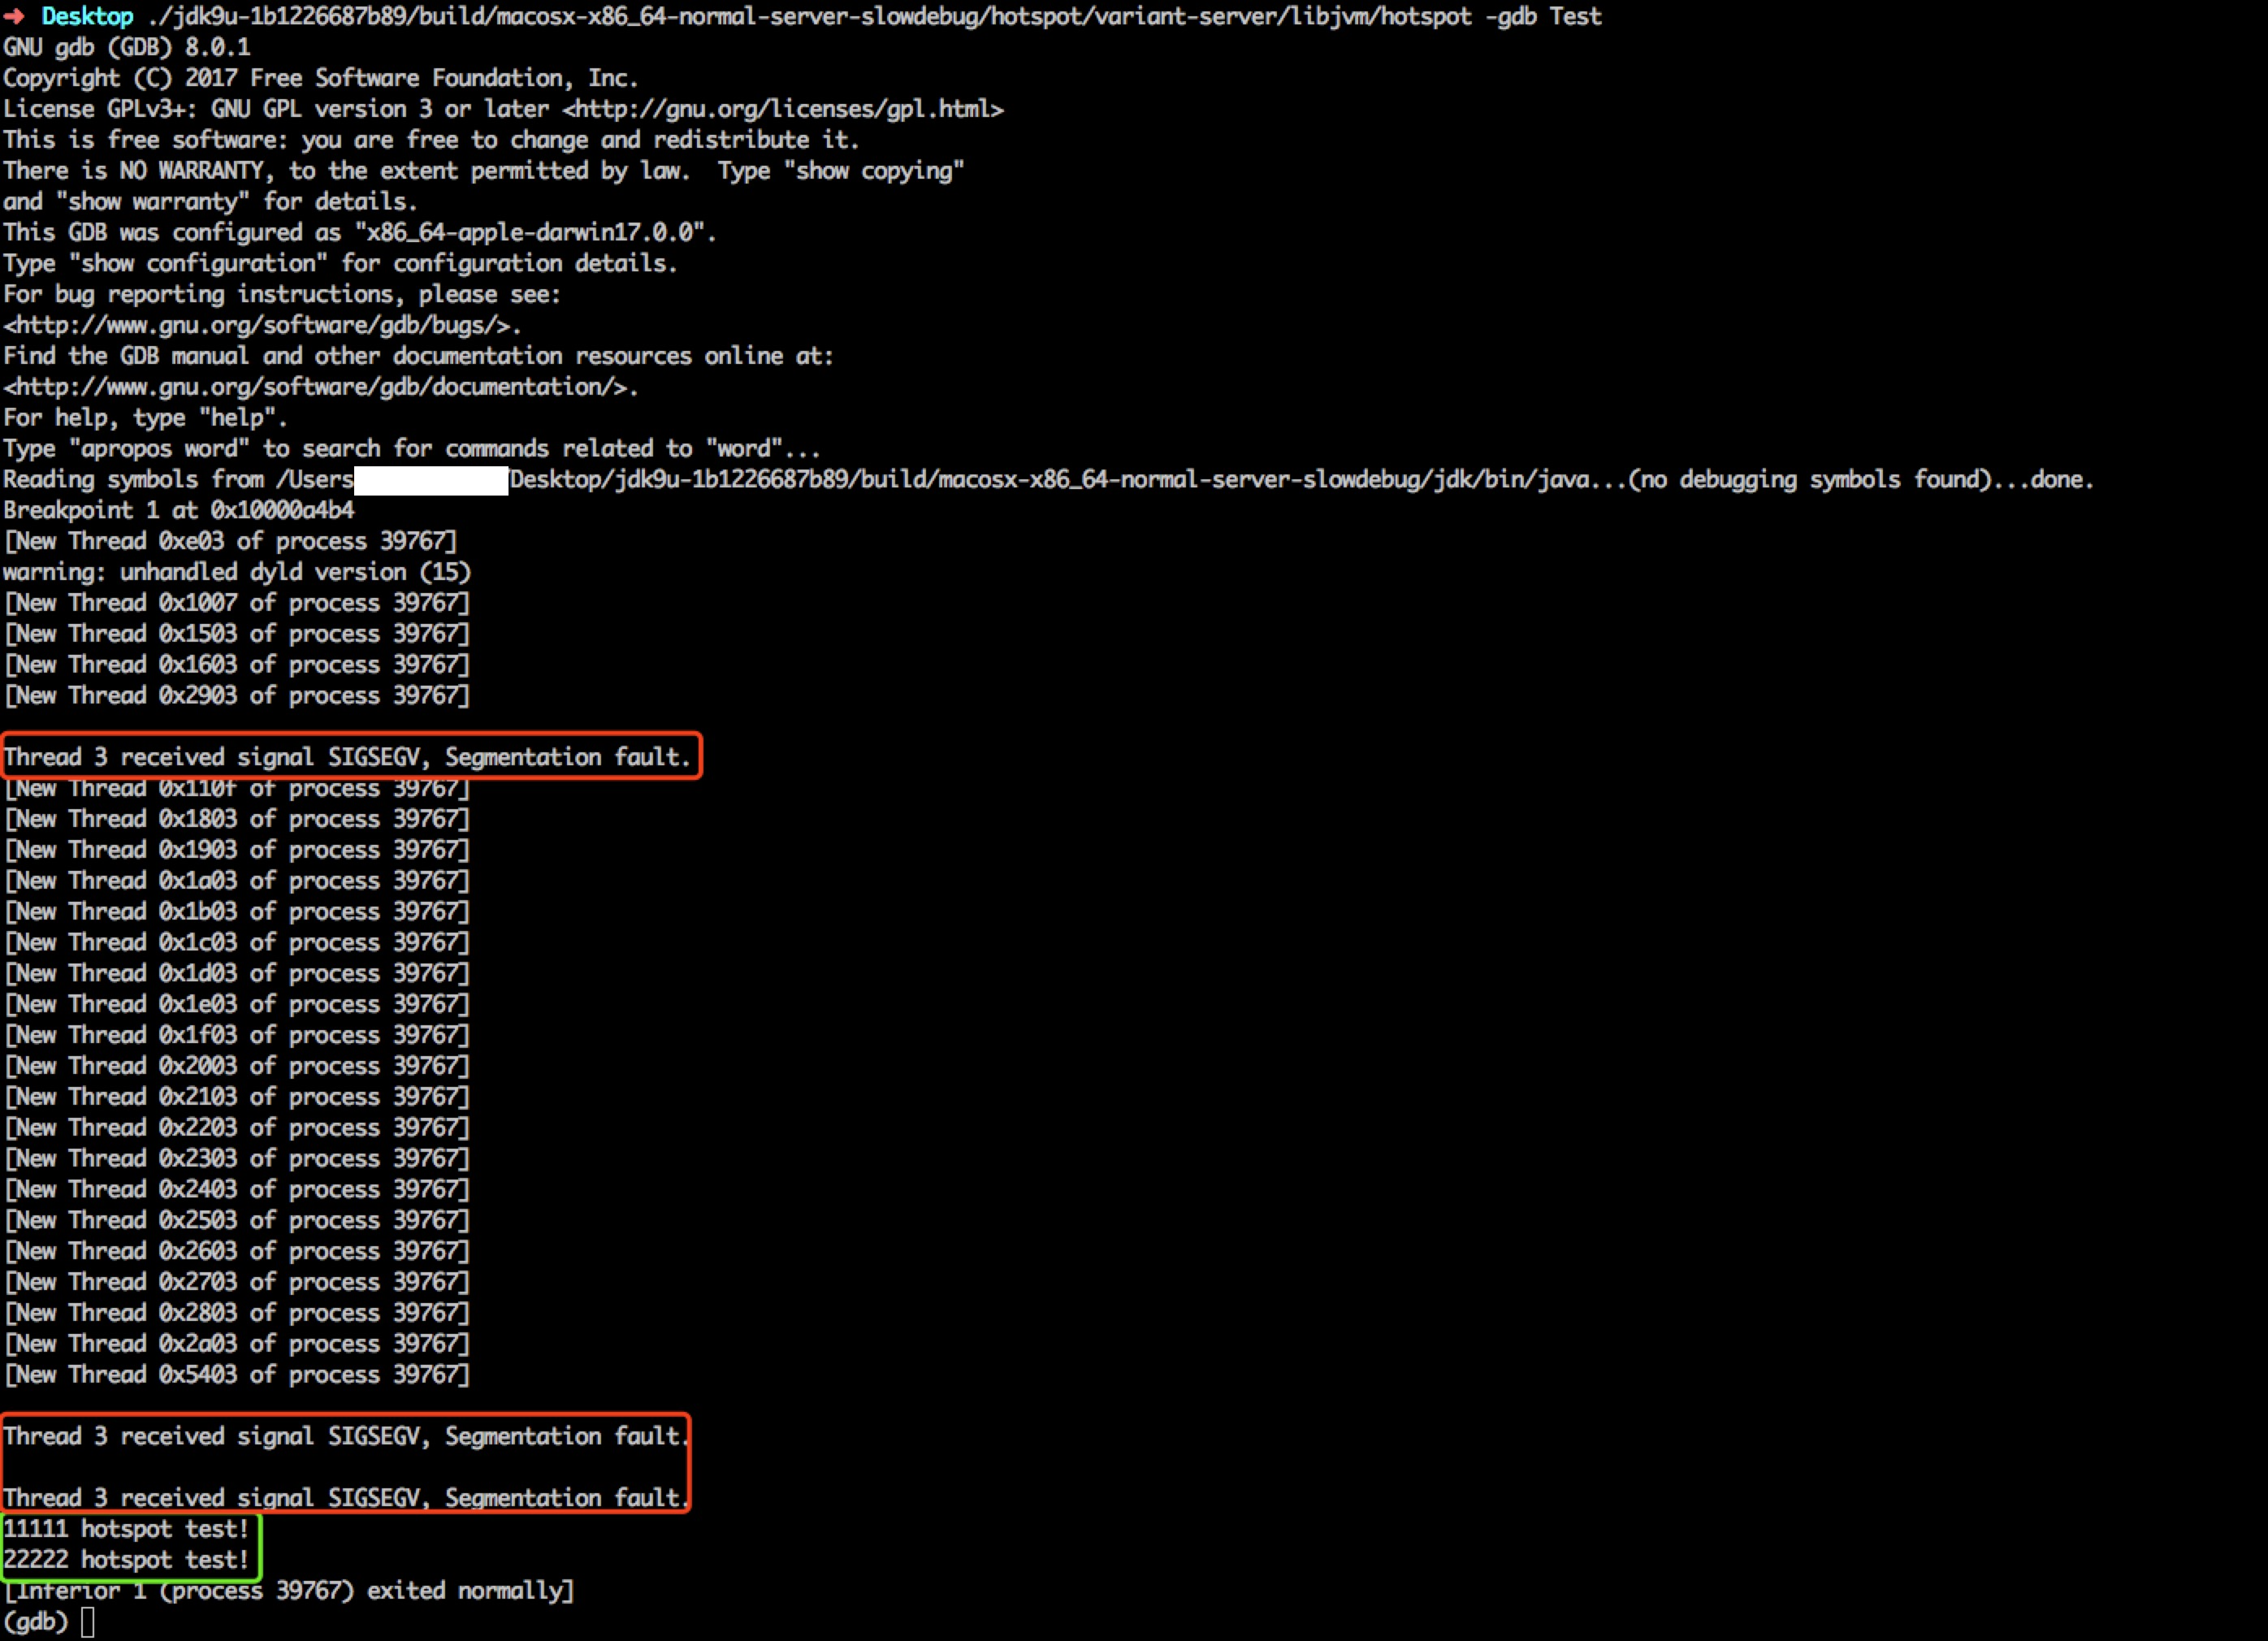 ➜ Desktop ./jdk9u-1b1226687b89/build/macosx-x86_64-normal-server-slowdebug/hotspot/variant-server/libjvm/hotspot -gdb Test
GNU gdb (GDB) 8.0.1
Copyright (C) 2017 Free Software Foundation, Inc.
License GPLv3+: GNU GPL version 3 or later <http://gnu.org/licenses/gpl.html>
This is free software: you are free to change and redistribute it.
There is NO WARRANTY, to the extent permitted by law.  Type "show copying"
and "show warranty" for details.
This GDB was configured as "x86_64-apple-darwin17.0.0".
Type "show configuration" for configuration details.
For bug reporting instructions, please see:
<http://www.gnu.org/software/gdb/bugs/>.
Find the GDB manual and other documentation resources online at:
<http://www.gnu.org/software/gdb/documentation/>.
For help, type "help".
Type "apropos word" to search for commands related to "word"...
Reading symbols from /Users Desktop/jdk9u-1b1226687b89/build/macosx-x86_64-normal-server-slowdebug/jdk/bin/java...(no debugging symbols found)...done.
Breakpoint 1 at 0x10000a4b4
[New Thread 0xe03 of process 39767]
warning: unhandled dyld version (15)
[New Thread 0x1007 of process 39767]
[New Thread 0x1503 of process 39767]
[New Thread 0x1603 of process 39767]
[New Thread 0x2903 of process 39767]
Thread 3 received signal SIGSEGV, Segmentation fault.
[New Thread 0x110f of process 39767]
[New Thread 0x1803 of process 39767]
[New Thread 0x1903 of process 39767]
[New Thread 0x1a03 of process 39767]
[New Thread 0x1b03 of process 39767]
[New Thread 0x1c03 of process 39767]
[New Thread 0x1d03 of process 39767]
[New Thread 0x1e03 of process 39767]
[New Thread 0x1f03 of process 39767]
[New Thread 0x2003 of process 39767]
[New Thread 0x2103 of process 39767]
[New Thread 0x2203 of process 39767]
[New Thread 0x2303 of process 39767]
[New Thread 0x2403 of process 39767]
[New Thread 0x2503 of process 39767]
[New Thread 0x2603 of process 39767]
[New Thread 0x2703 of process 39767]
[New Thread 0x2803 of process 39767]
[New Thread 0x2a03 of process 39767]
[New Thread 0x5403 of process 39767]
Thread 3 received signal SIGSEGV, Segmentation fault.
Thread 3 received signal SIGSEGV, Segmentation fault.
11111 hotspot test!
22222 hotspot test!
[Inferior 1 (process 39767) exited normally]
(gdb)